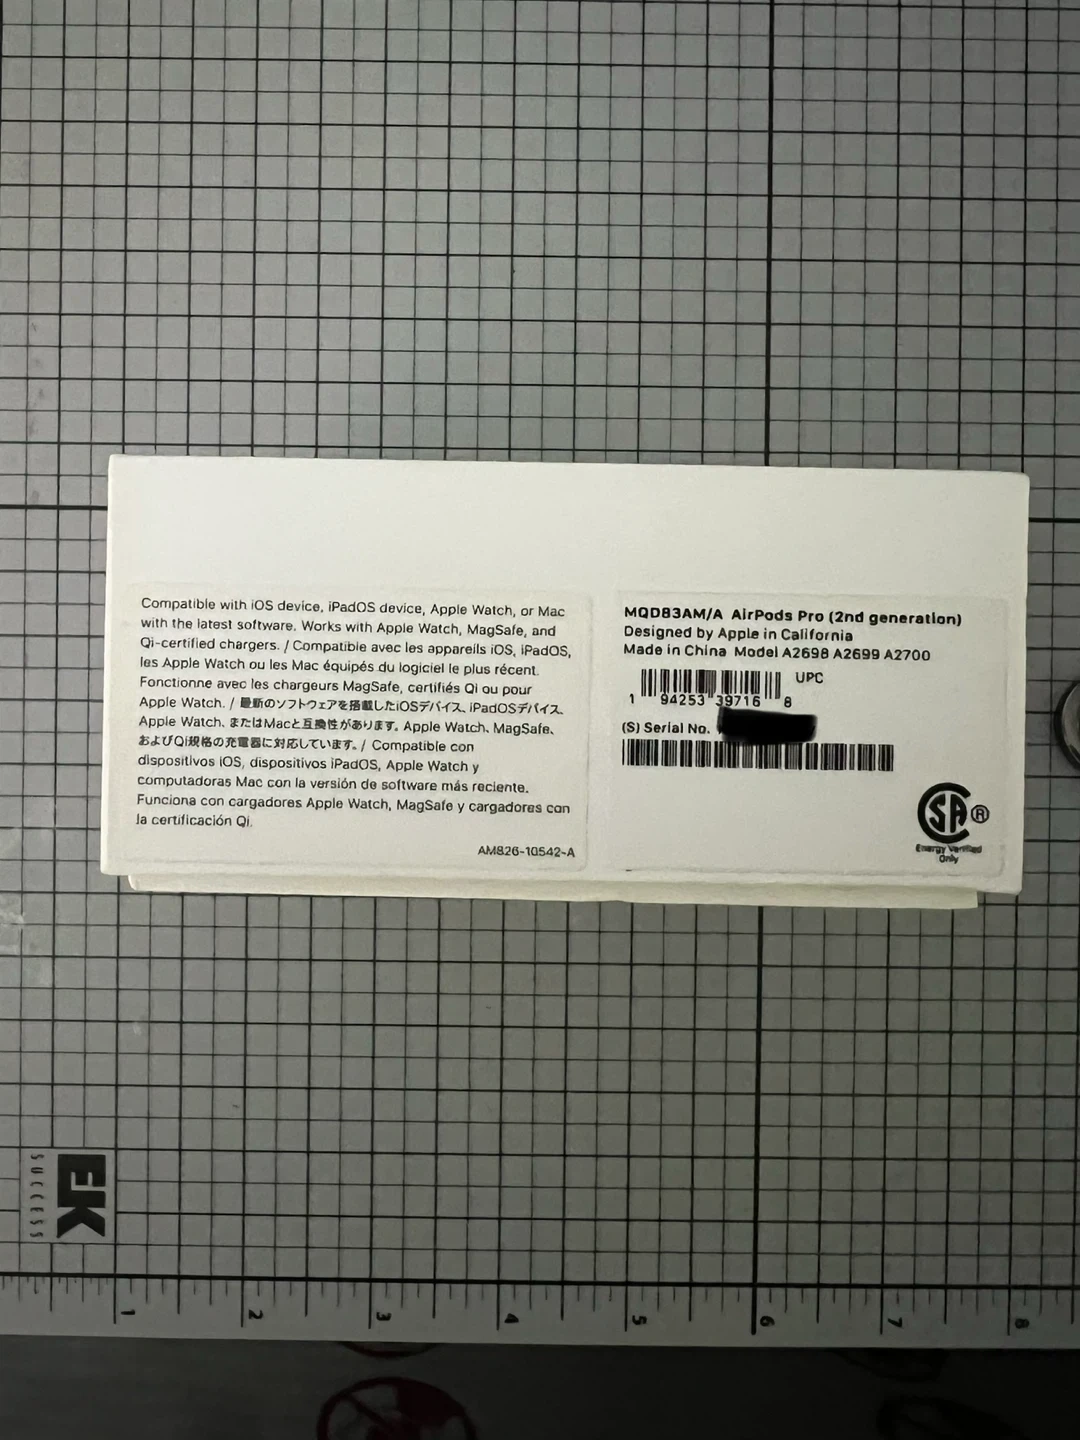 Compatible with iOS device, iPadOS device, Apple Watch, or Mac
with the latest software. Works with Apple Watch, MagSafe, and
Qi-certified chargers. / Compatible avec les appareils iOS, iPadOS,
les Apple Watch ou les Mac équipés du logiciel le plus récent.
Fonctionne avec les chargeurs MagSafe, certifiés Qi ou pour
Apple Watch. / 最新のソフトウェアを搭載したiOSデバイス、iPadOSデバイス、
Apple Watch、またはMacと互換性があります。Apple Watch、MagSafe、
およびQi規格の充電器に対応しています。/ Compatible con
dispositivos iOS, dispositivos iPadOS, Apple Watch y
computadoras Mac con la versión de software más reciente.
Funciona con cargadores Apple Watch, MagSafe y cargadores con
la certificación Qi.
AM826-10542-A
MQD83AM/A AirPods Pro (2nd generation)
Designed by Apple in California
Made in China Model A2698 A2699 A2700
UPC
1 94253 39716 8
(S) Serial No.
SA ®
Energy Verified
Only
EK
SUCCESS
1 2 3 4 5 6 7 8